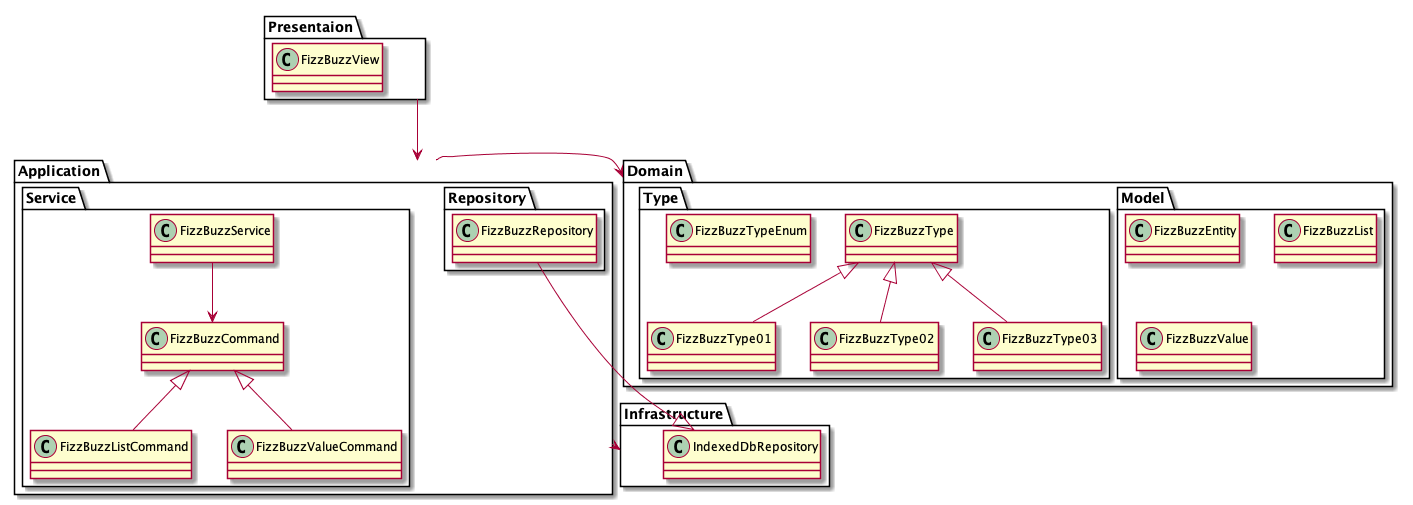 Presentaion
C FizzBuzzView
Application
Service
C FizzBuzzService
C FizzBuzzCommand
C FizzBuzzListCommand
C FizzBuzzValueCommand
Repository
C FizzBuzzRepository
Domain
Type
C FizzBuzzTypeEnum
C FizzBuzzType
C FizzBuzzType01
C FizzBuzzType02
C FizzBuzzType03
Model
C FizzBuzzEntity
C FizzBuzzList
C FizzBuzzValue
Infrastructure
C IndexedDbRepository